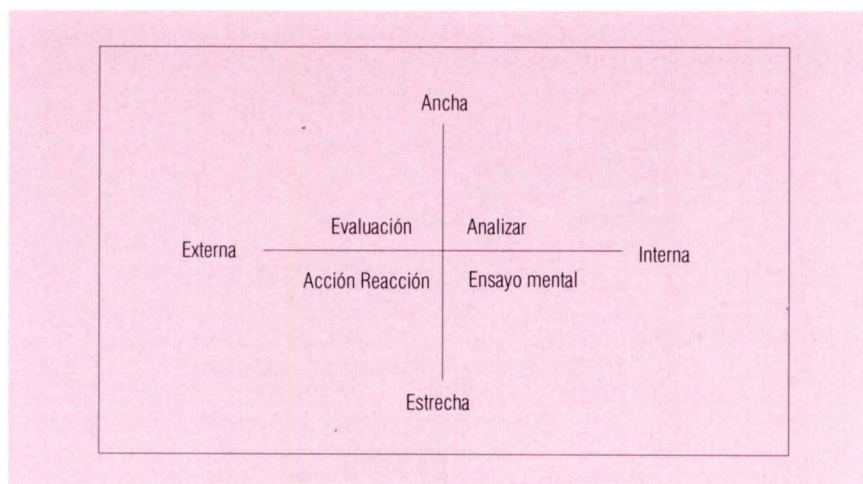 Ancha
Evaluación Analizar
Externa Interna
Acción Reacción Ensayo mental
Estrecha